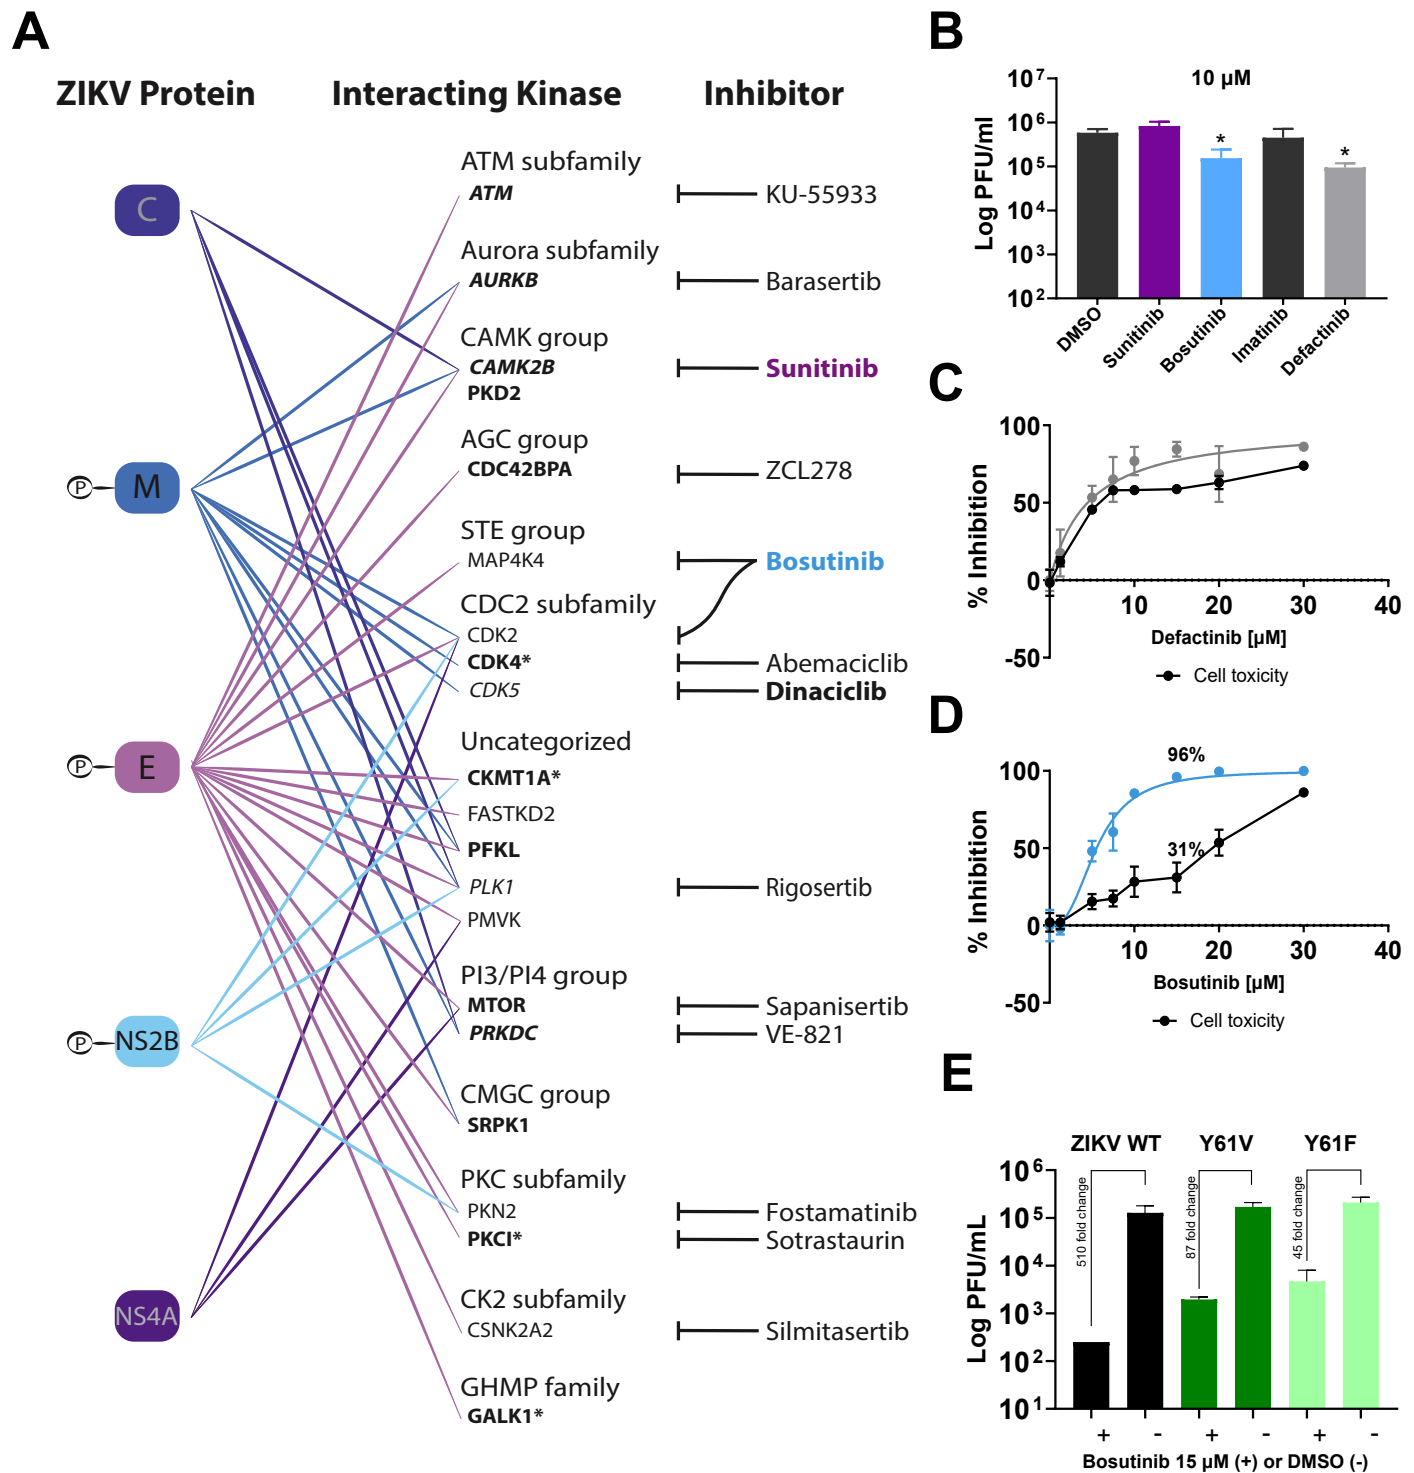 A
ZIKV Protein
Interacting Kinase
Inhibitor
C
P
M
P
E
P
NS2B
NS4A
ATM subfamily
ATM
KU-55933
Aurora subfamily
AURKB
Barasertib
CAMK group
CAMK2B
Sunitinib
PKD2
AGC group
CDC42BPA
ZCL278
STE group
MAP4K4
Bosutinib
CDC2 subfamily
CDK2
CDK4*
Abemaciclib
CDK5
Dinaciclib
Uncategorized
CKMT1A*
FASTKD2
PFKL
PLK1
Rigosertib
PMVK
PI3/PI4 group
MTOR
Sapanisertib
PRKDC
VE-821
CMGC group
SRPK1
PKC subfamily
PKN2
Fostamatinib
PKCI*
Sotrastaurin
CK2 subfamily
CSNK2A2
Silmitasertib
GHMP family
GALK1*
B
10 µM
Log PFU/ml
10⁷
10⁶
10⁵
10⁴
10³
10²
*
*
DMSO
Sunitinib
Bosutinib
Imatinib
Defactinib
C
% Inhibition
100
50
0
-50
10
20
30
40
Defactinib [µM]
Cell toxicity
D
% Inhibition
100
50
0
-50
96%
31%
10
20
30
40
Bosutinib [µM]
Cell toxicity
E
ZIKV WT
Y61V
Y61F
Log PFU/mL
10⁶
10⁵
10⁴
10³
10²
10¹
510 fold change
87 fold change
45 fold change
+ - + - + -
Bosutinib 15 µM (+) or DMSO (-)